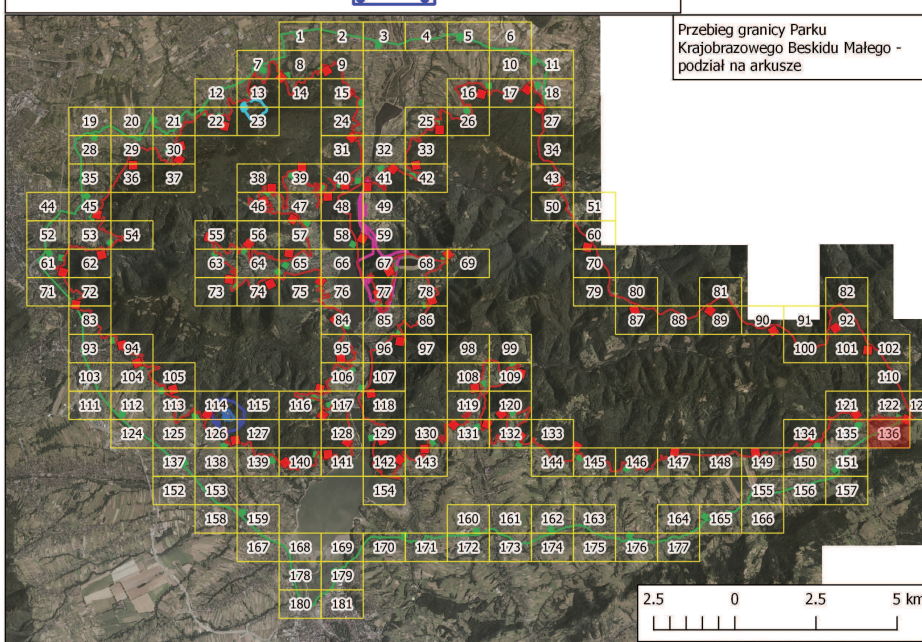 Przebieg granicy Parku
Krajobrazowego Beskidu Małego -
podział na arkusze
1 2 3 4 5 6
7 8 9 10 11
12 13 14 15 16 17 18
19 20 21 22 23 24 25 26 27
28 29 30 31 32 33 34
35 36 37 38 39 40 41 42 43
44 45 46 47 48 49 50 51
52 53 54 55 56 57 58 59 60
61 62 63 64 65 66 67 68 69 70
71 72 73 74 75 76 77 78 79 80 81 82
83 84 85 86 87 88 89 90 91 92
93 94 95 96 97 98 99 100 101 102
103 104 105 106 107 108 109 110
111 112 113 114 115 116 117 118 119 120 121 122
124 125 126 127 128 129 130 131 132 133 134 135 136
137 138 139 140 141 142 143 144 145 146 147 148 149 150 151
152 153 154 155 156 157
158 159 160 161 162 163 164 165 166
167 168 169 170 171 172 173 174 175 176 177
178 179
180 181
2.5 0 2.5 5 km